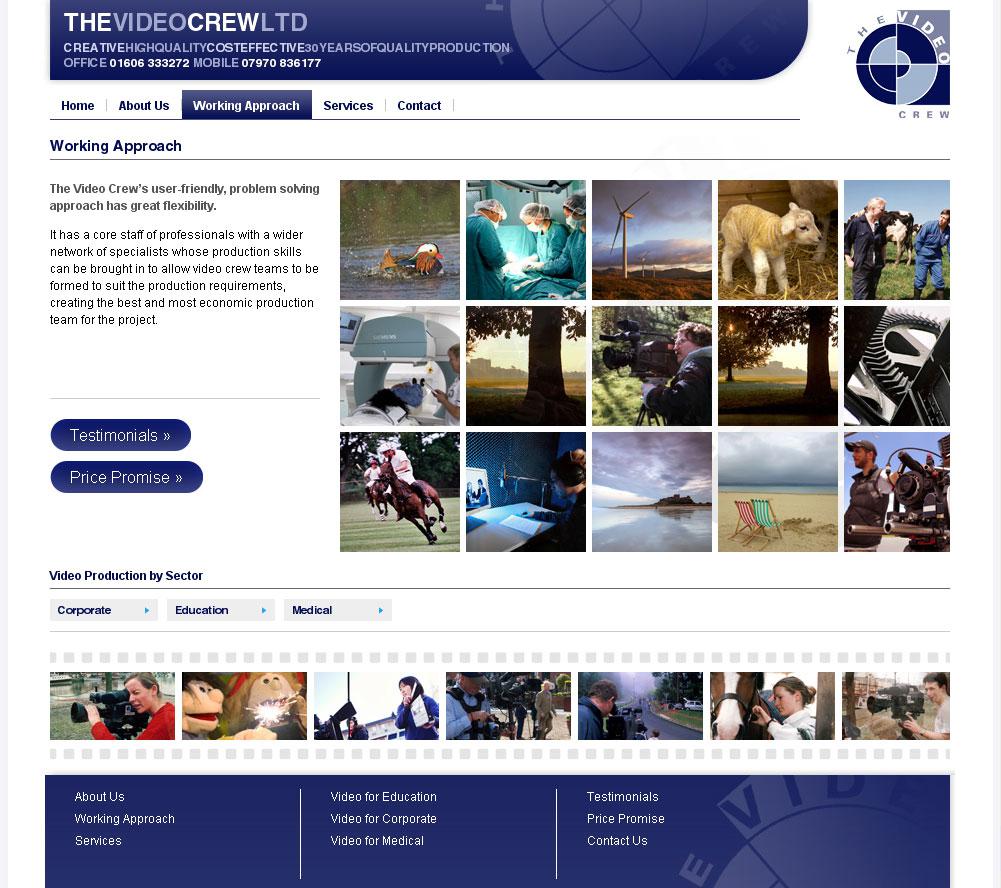 THEVIDEOCREWLTD
CREATIVEHIGHQUALITYCOSTEFFECTIVE30YEARSOFQUALITYPRODUCTION
OFFICE 01606 333272 MOBILE 07970 836177
THE VIDEO
CREW
Home
About Us
Working Approach
Services
Contact
Working Approach
The Video Crew's user-friendly, problem solving
approach has great flexibility.
It has a core staff of professionals with a wider
network of specialists whose production skills
can be brought in to allow video crew teams to be
formed to suit the production requirements,
creating the best and most economic production
team for the project.
SIEMENS
Testimonials »
Price Promise »
Video Production by Sector
Corporate
Education
Medical
About Us
Working Approach
Services
Video for Education
Video for Corporate
Video for Medical
Testimonials
Price Promise
Contact Us